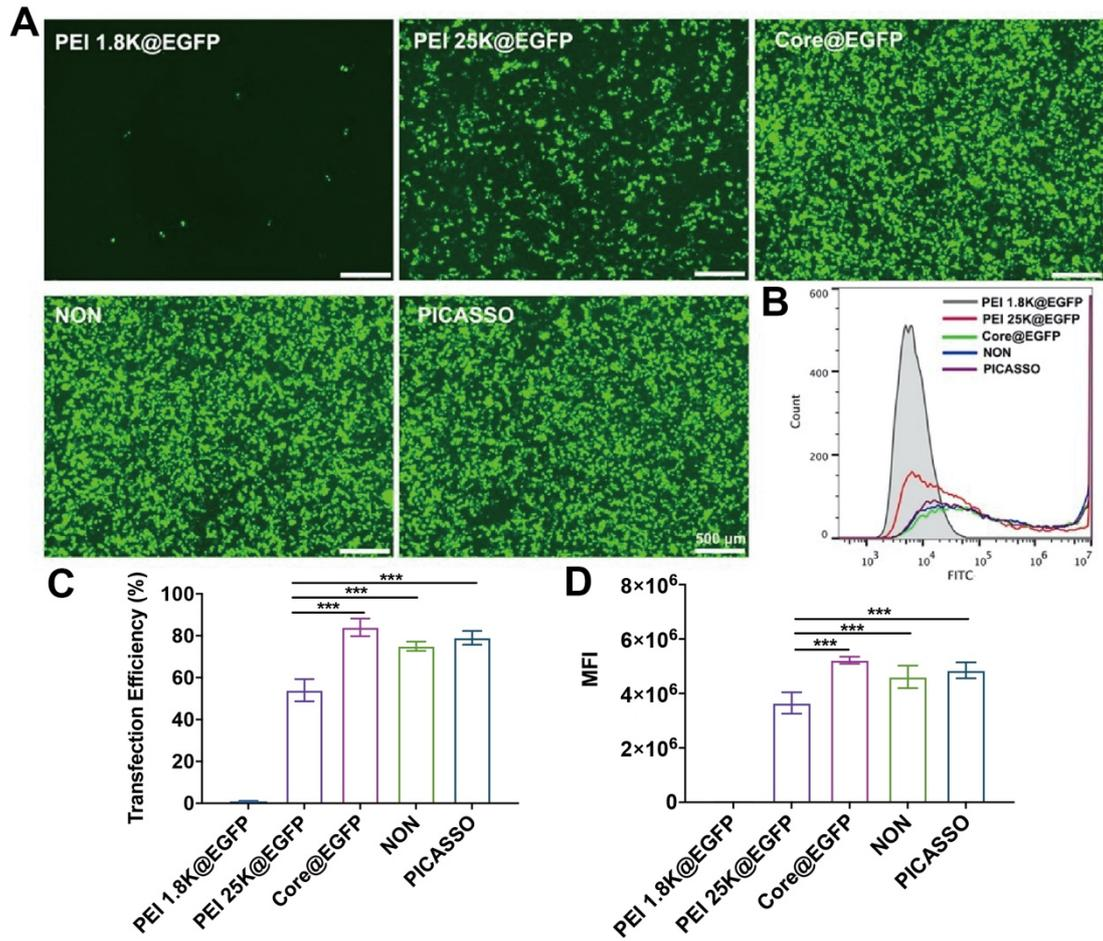 A
PEI 1.8K@EGFP
PEI 25K@EGFP
Core@EGFP
NON
PICASSO
500 μm
B
600
400
200
0
Count
10³
10⁴
10⁵
10⁶
10⁷
FITC
PEI 1.8K@EGFP
PEI 25K@EGFP
Core@EGFP
NON
PICASSO
C
Transfection Efficiency (%)
100
80
60
40
20
0
***
***
***
PEI 1.8K@EGFP
PEI 25K@EGFP
Core@EGFP
NON
PICASSO
D
MFI
8×10⁶
6×10⁶
4×10⁶
2×10⁶
0
***
***
***
PEI 1.8K@EGFP
PEI 25K@EGFP
Core@EGFP
NON
PICASSO